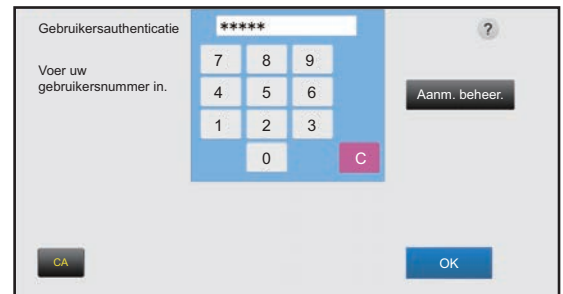 Gebruikersauthenticatie
*****
?
Voer uw
gebruikersnummer in.
7 8 9
4 5 6
1 2 3
0 C
Aanm. beheer.
CA
OK